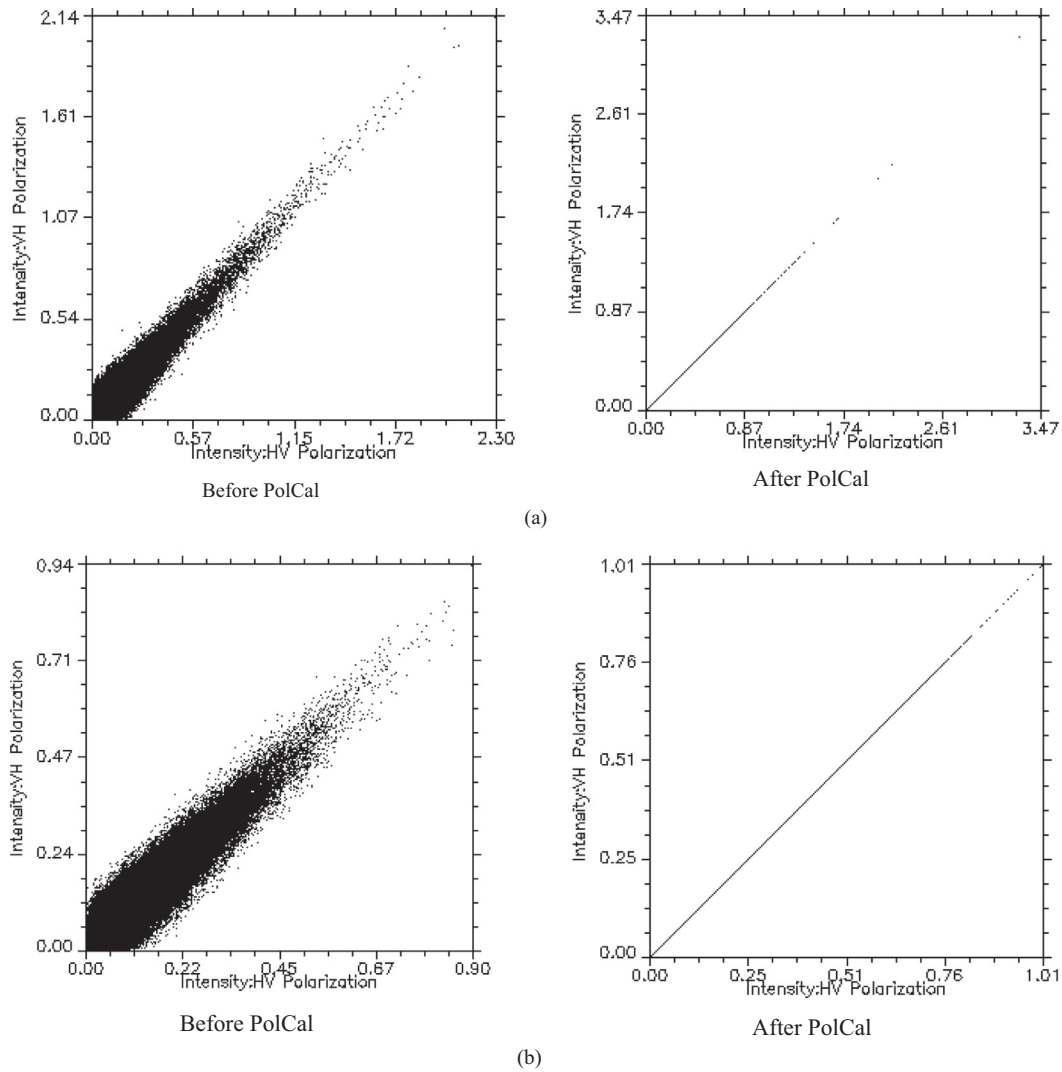 2.14
1.61
1.07
0.54
0.00
Intenaity:VH Polarization
0.00 0.57 1.15 1.72 2.30
Intensity:HV Polarization
Before PolCal
3.47
2.61
1.74
0.87
0.00
Intenaity:VH Polarization
0.00 0.87 1.74 2.61 3.47
Intensity:HV Polarization
After PolCal
(a)
0.94
0.71
0.47
0.24
0.00
Intenaity:VH Polarization
0.00 0.22 0.45 0.67 0.90
Intensity:HV Polarization
Before PolCal
1.01
0.76
0.51
0.25
0.00
Intenaity:VH Polarization
0.00 0.25 0.51 0.76 1.01
Intensity:HV Polarization
After PolCal
(b)